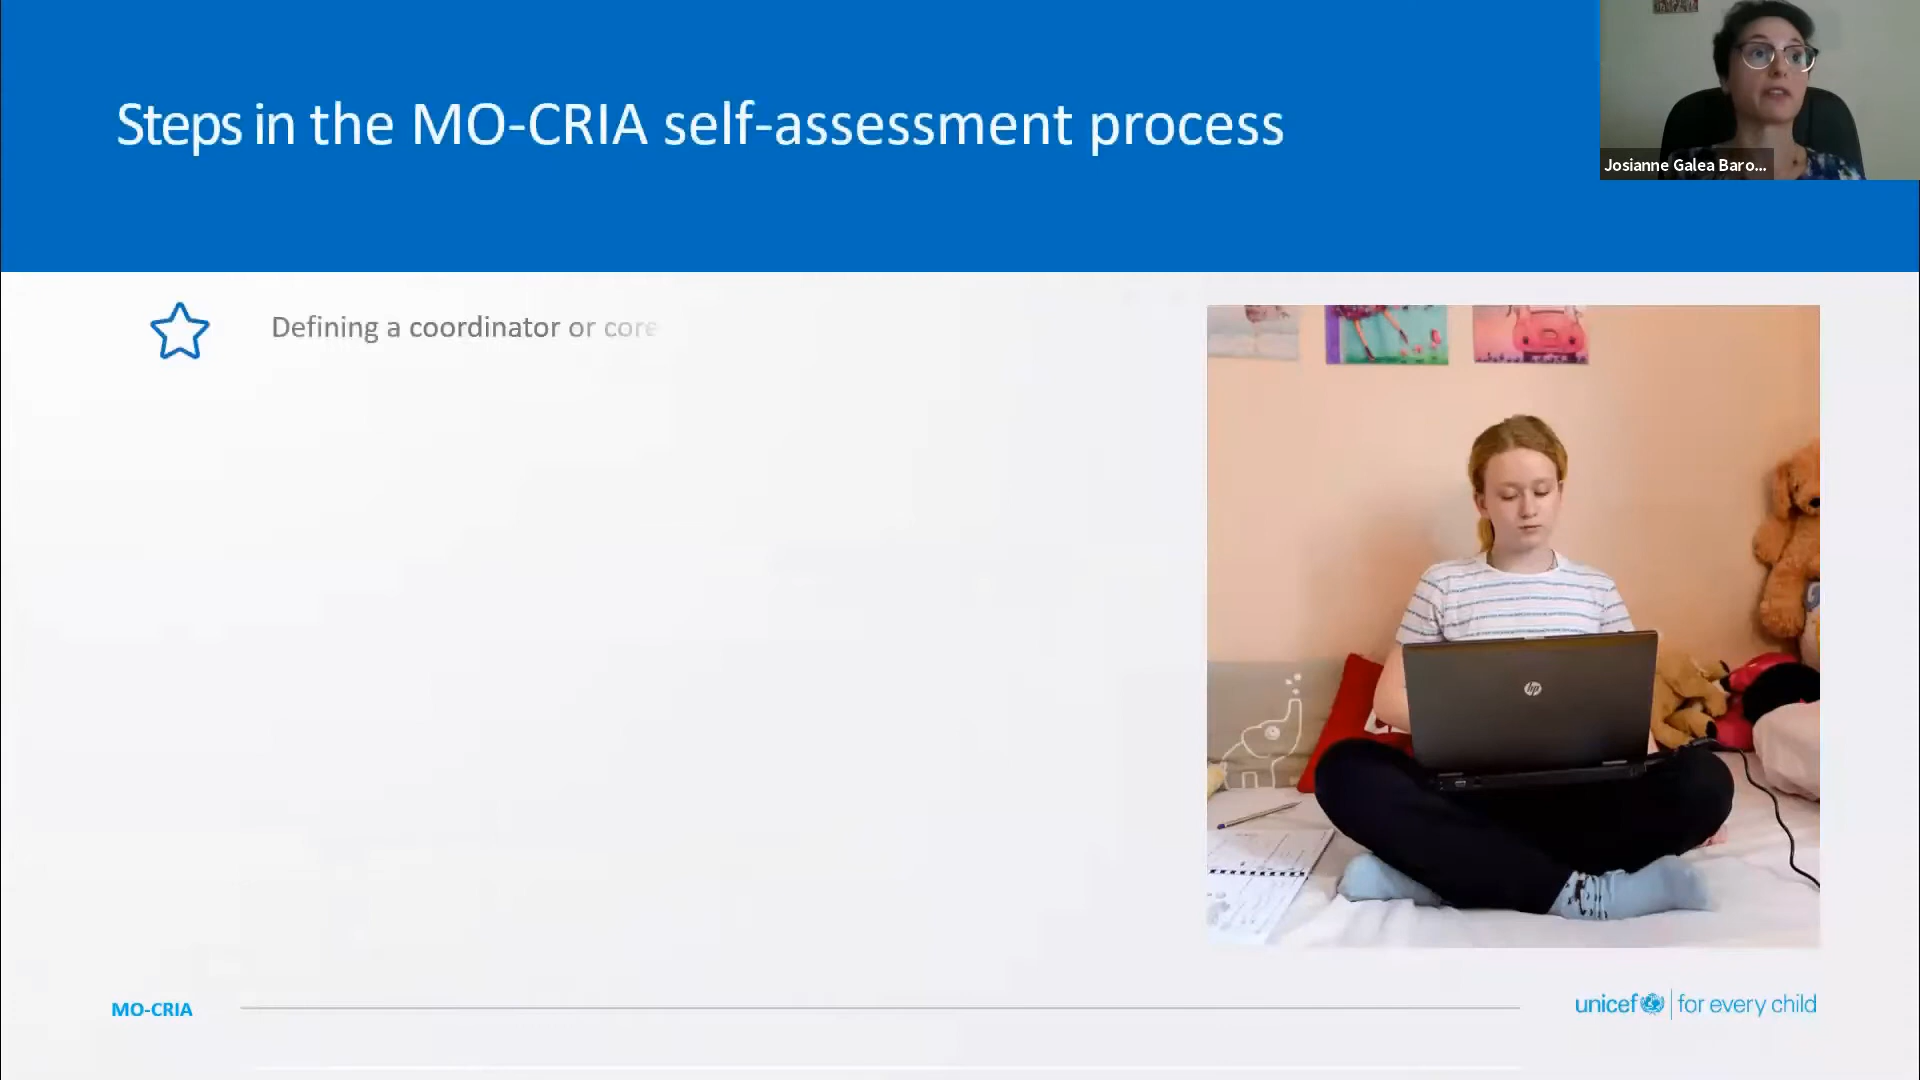 Steps in the MO-CRIA self-assessment process
Josianne Galea Baro...
Defining a coordinator or core
hp
MO-CRIA
unicef for every child